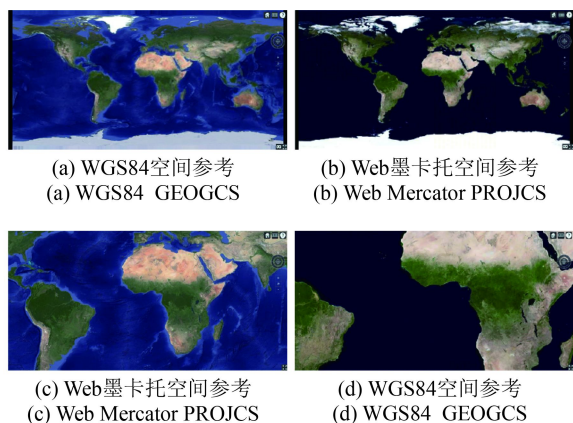 (a) WGS84空间参考
(a) WGS84 GEOGCS
(b) Web墨卡托空间参考
(b) Web Mercator PROJCS
(c) Web墨卡托空间参考
(c) Web Mercator PROJCS
(d) WGS84空间参考
(d) WGS84 GEOGCS